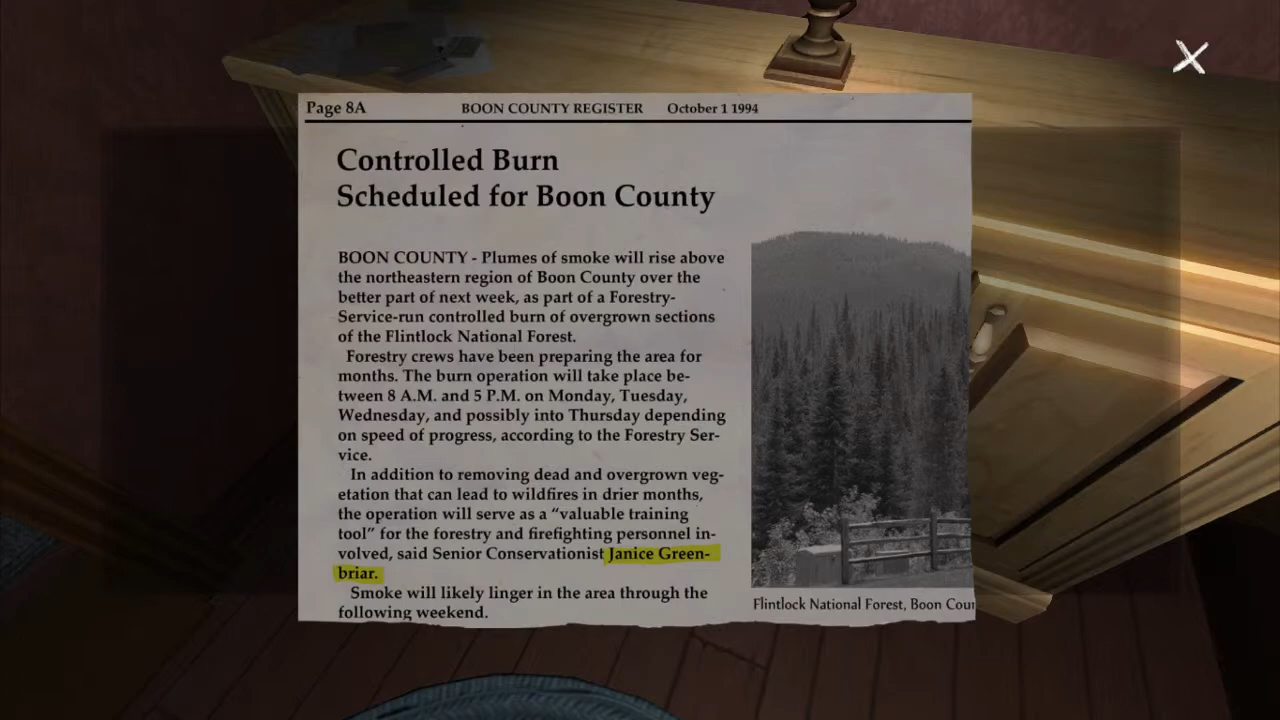 Page 8A BOON COUNTY REGISTER October 1 1994
Controlled Burn
Scheduled for Boon County
BOON COUNTY - Plumes of smoke will rise above
the northeastern region of Boon County over the
better part of next week, as part of a Forestry-
Service-run controlled burn of overgrown sections
of the Flintlock National Forest.
Forestry crews have been preparing the area for
months. The burn operation will take place be-
tween 8 A.M. and 5 P.M. on Monday, Tuesday,
Wednesday, and possibly into Thursday depending
on speed of progress, according to the Forestry Ser-
vice.
In addition to removing dead and overgrown veg-
etation that can lead to wildfires in drier months,
the operation will serve as a “valuable training
tool” for the forestry and firefighting personnel in-
volved, said Senior Conservationist Janice Green-
briar.
Smoke will likely linger in the area through the
following weekend.
Flintlock National Forest, Boon Coun